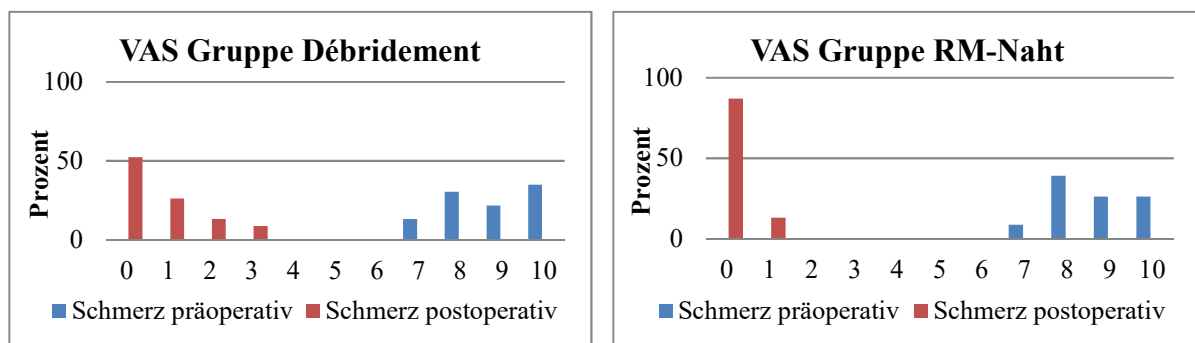 VAS Gruppe Débridement
Prozent
100
50
0
0 1 2 3 4 5 6 7 8 9 10
Schmerz präoperativ Schmerz postoperativ
VAS Gruppe RM-Naht
Prozent
100
50
0
0 1 2 3 4 5 6 7 8 9 10
Schmerz präoperativ Schmerz postoperativ